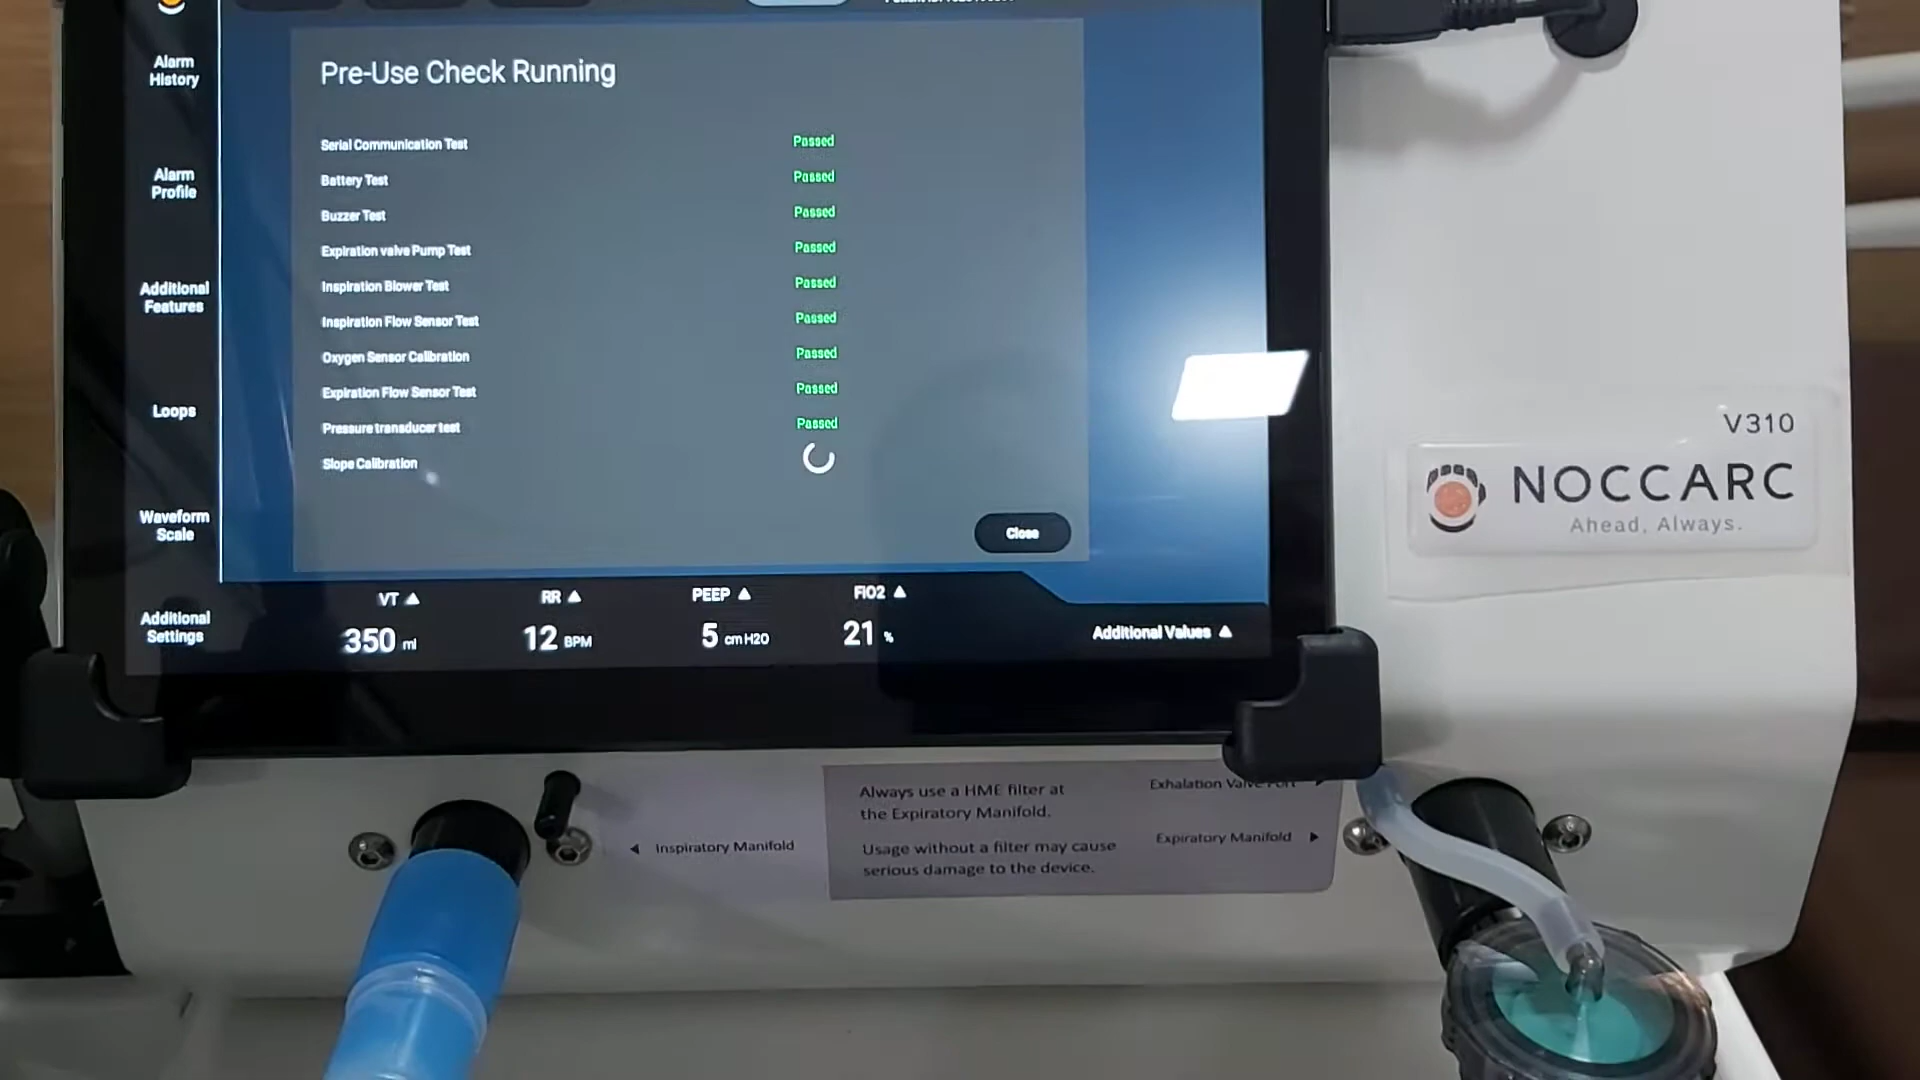 Alarm
History
Alarm
Profile
Additional
Features
Loops
Waveform
Scale
Additional
Settings
Pre-Use Check Running
Serial Communication Test Passed
Battery Test Passed
Buzzer Test Passed
Expiration valve Pump Test Passed
Inspiration Blower Test Passed
Inspiration Flow Sensor Test Passed
Oxygen Sensor Calibration Passed
Expiration Flow Sensor Test Passed
Pressure transducer test Passed
Slope Calibration
Close
VT ▲ RR ▲ PEEP ▲ FiO2 ▲
350 ml 12 BPM 5 cmH2O 21 %
Additional Values ▲
V310
NOCCARC
Ahead, Always.
◄ Inspiratory Manifold
Always use a HME filter at
the Expiratory Manifold.
Usage without a filter may cause
serious damage to the device.
Exhalation Valve Port
Expiratory Manifold ►